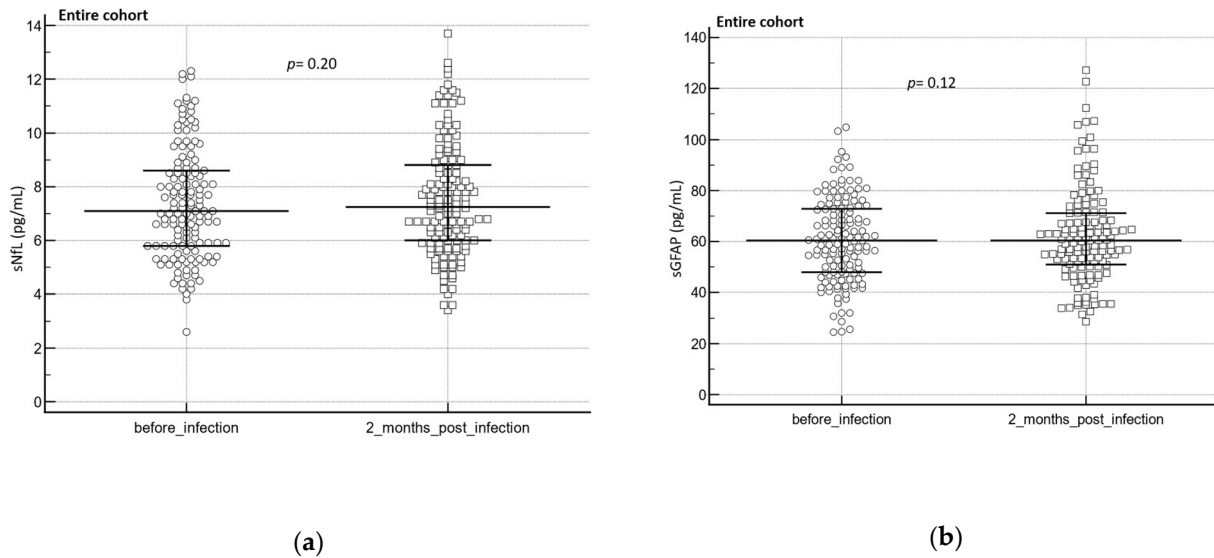 Entire cohort
14
12
10
8
6
4
2
0
sNfL (pg/mL)
p= 0.20
before_infection
2_months_post_infection
(a)
Entire cohort
140
120
100
80
60
40
20
0
sGFAP (pg/mL)
p= 0.12
before_infection
2_months_post_infection
(b)